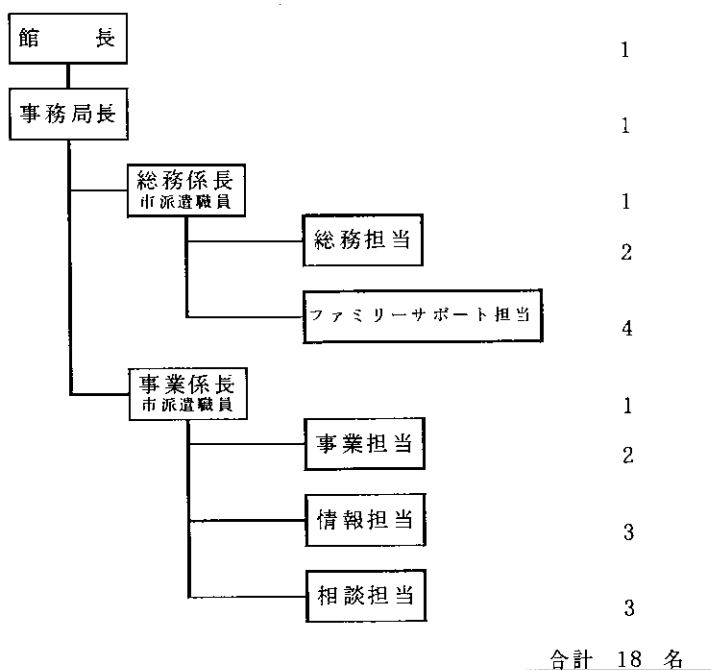 館　　長　1
事務局長　1
総務係長　1
市派遣職員
総務担当　2
ファミリーサポート担当　4
事業係長　1
市派遣職員
事業担当　2
情報担当　3
相談担当　3
合計　18　名